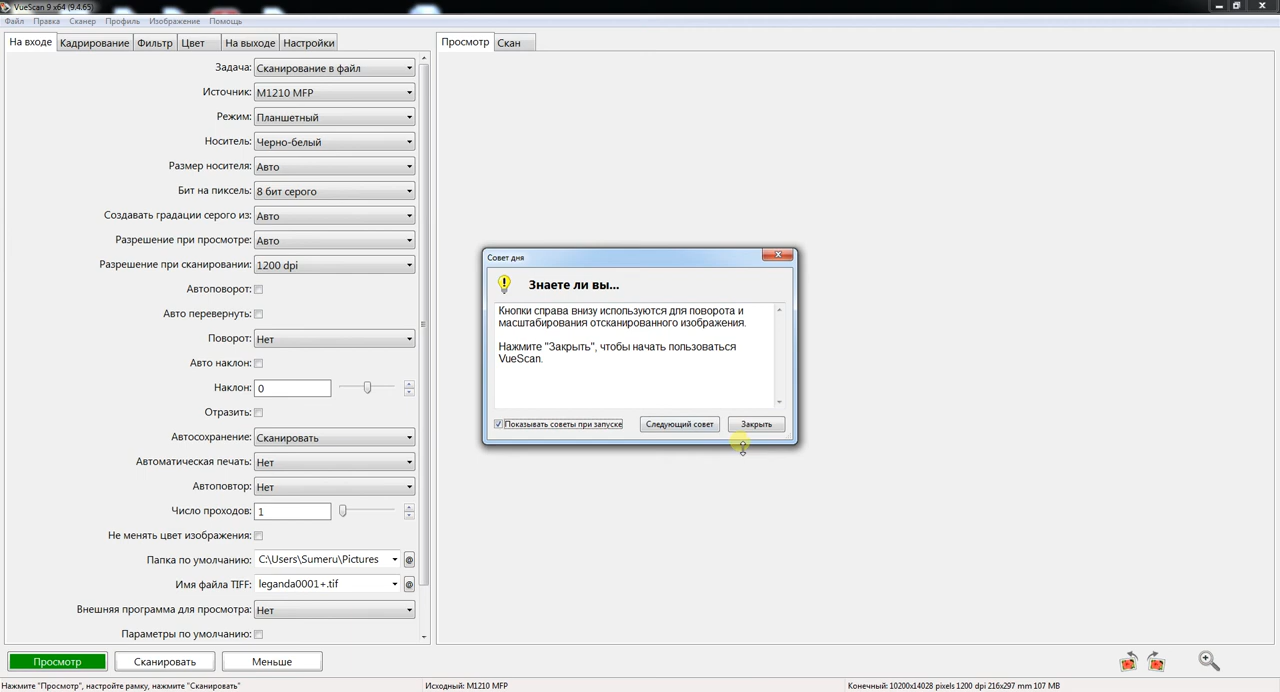 VueScan 9 x64 (9.4.65)
Файл Правка Сканер Профиль Изображение Помощь
На входе Кадрирование Фильтр Цвет На выходе Настройки
Просмотр Скан
Задача: Сканирование в файл
Источник: M1210 MFP
Режим: Планшетный
Носитель: Черно-белый
Размер носителя: Авто
Бит на пиксель: 8 бит серого
Создавать градации серого из: Авто
Разрешение при просмотре: Авто
Разрешение при сканировании: 1200 dpi
Автоповорот:
Авто перевернуть:
Поворот: Нет
Авто наклон:
Наклон: 0
Отразить:
Автосохранение: Сканировать
Автоматическая печать: Нет
Автоповтор: Нет
Число проходов: 1
Не менять цвет изображения:
Папка по умолчанию: C:\Users\Sumeru\Pictures @
Имя файла TIFF: leganda0001+.tif @
Внешняя программа для просмотра: Нет
Параметры по умолчанию:
Совет дня
Знаете ли вы...
Кнопки справа внизу используются для поворота и
масштабирования отсканированного изображения.
Нажмите "Закрыть", чтобы начать пользоваться
VueScan.
Показывать советы при запуске Следующий совет Закрыть
Просмотр Сканировать Меньше
Нажмите "Просмотр", настройте рамку, нажмите "Сканировать" Исходный: M1210 MFP Конечный: 10200x14028 pixels 1200 dpi 216x297 mm 107 MB